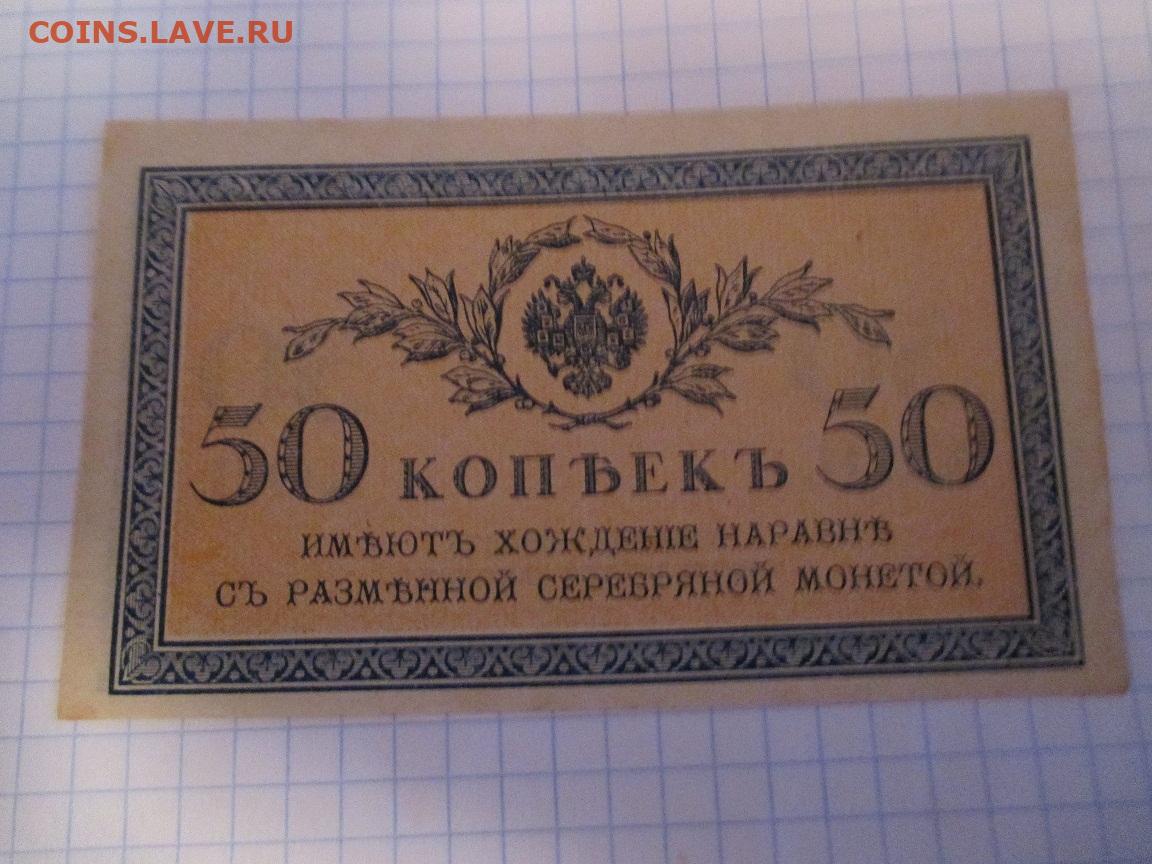 COINS.LAVE.RU
50 КОПѢЕКЪ 50
ИМѢЮТЪ ХОЖДЕНІЕ НАРАВНѢ
СЪ РАЗМѢННОЙ СЕРЕБРЯНОЙ МОНЕТОЙ.